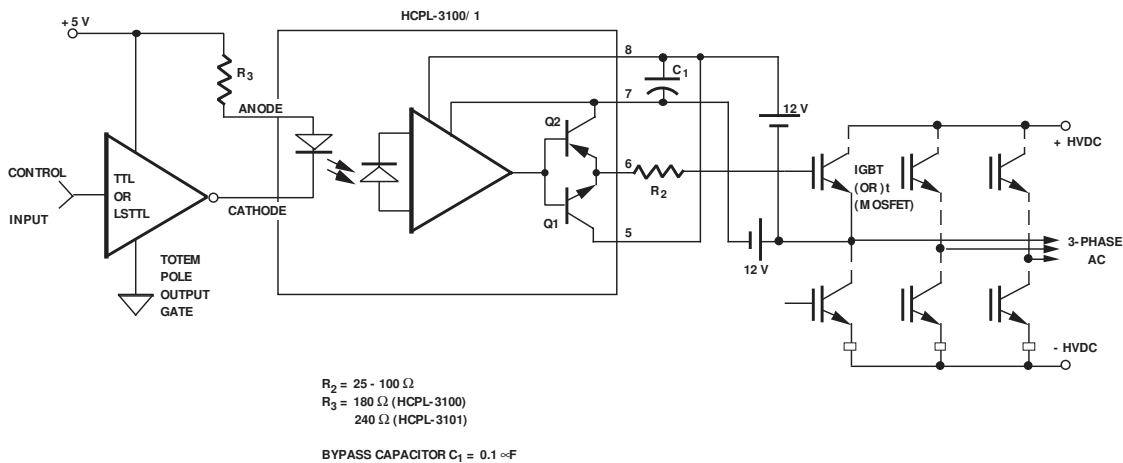 HCPL-3100/ 1
+ 5 V
R3
ANODE
CATHODE
CONTROL
INPUT
TTL
OR
LSTTL
TOTEM
POLE
OUTPUT
GATE
8
C1
7
Q2
6
R2
Q1
5
12 V
12 V
IGBT
(OR) t
(MOSFET)
+ HVDC
3-PHASE
AC
- HVDC
R2 = 25 - 100 Ω
R3 = 180 Ω (HCPL-3100)
240 Ω (HCPL-3101)
BYPASS CAPACITOR C1 = 0.1 ∝F